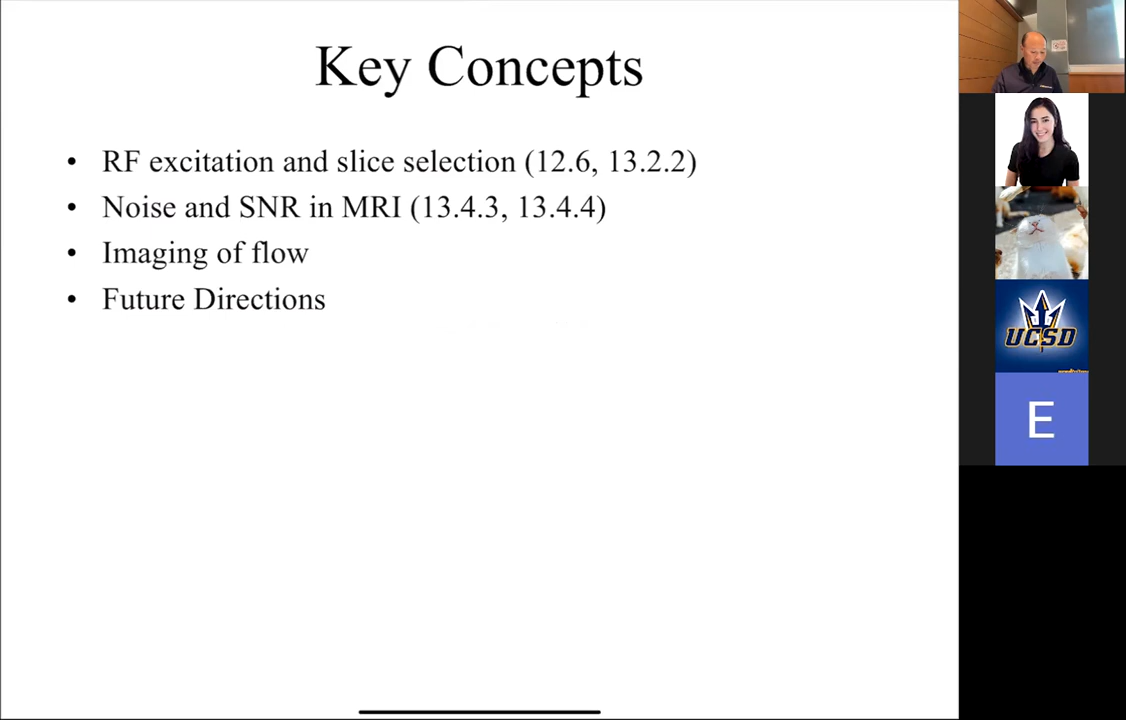 Key Concepts
• RF excitation and slice selection (12.6, 13.2.2)
• Noise and SNR in MRI (13.4.3, 13.4.4)
• Imaging of flow
• Future Directions
UCSD
E